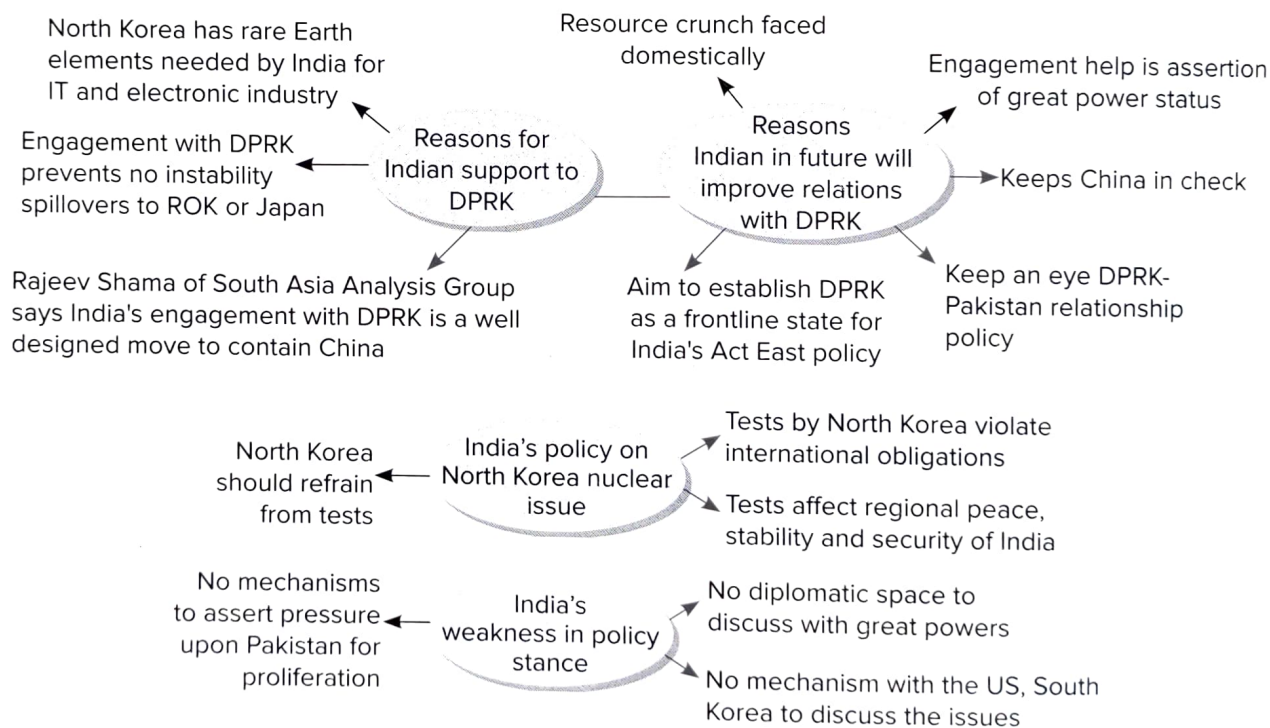 North Korea has rare Earth
elements needed by India for
IT and electronic industry
Engagement with DPRK
prevents no instability
spillovers to ROK or Japan
Reasons for
Indian support to
DPRK
Rajeev Shama of South Asia Analysis Group
says India's engagement with DPRK is a well
designed move to contain China
Resource crunch faced
domestically
Engagement help is assertion
of great power status
Reasons
Indian in future will
improve relations
with DPRK
Keeps China in check
Aim to establish DPRK
as a frontline state for
India's Act East policy
Keep an eye DPRK-
Pakistan relationship
policy
North Korea
should refrain
from tests
India's policy on
North Korea nuclear
issue
Tests by North Korea violate
international obligations
Tests affect regional peace,
stability and security of India
No mechanisms
to assert pressure
upon Pakistan for
proliferation
India's
weakness in policy
stance
No diplomatic space to
discuss with great powers
No mechanism with the US, South
Korea to discuss the issues